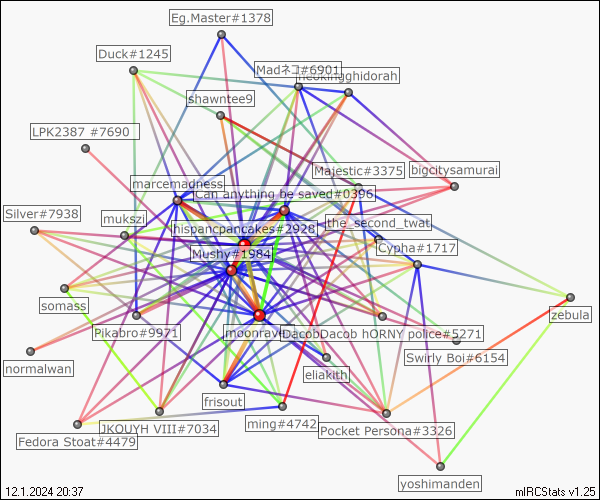 Eg.Master#1378
Duck#1245
Madネコ#6901
neokingghidorah
shawntee9
LPK2387 #7690
Majestic#3375
bigcitysamurai
marcemadness
Can anything be saved#0396
Silver#7938
mukszi
hispancpancakes#2928
the_second_twat
Mushy#1984
Cypha#1717
somass
zebula
Pikabro#9971
moonrave
DacobDacob hORNY police#5271
Swirly Boi#6154
normalwan
eliakith
frisout
JKOUYH VIII#7034
ming#4742
Pocket Persona#3326
Fedora Stoat#4479
yoshimanden
12.1.2024 20:37
mIRCStats v1.25